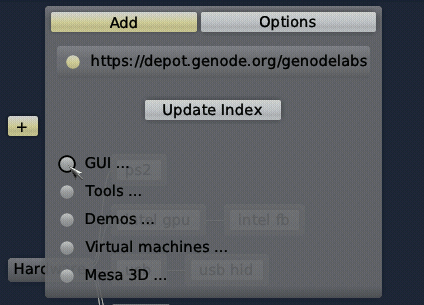 Add Options
https://depot.genode.org/genodelabs
Update Index
+
GUI ...
ps2
Tools ...
Demos ...
intel gpu intel fb
Virtual machines ...
Hard
usb hid
Mesa 3D ...